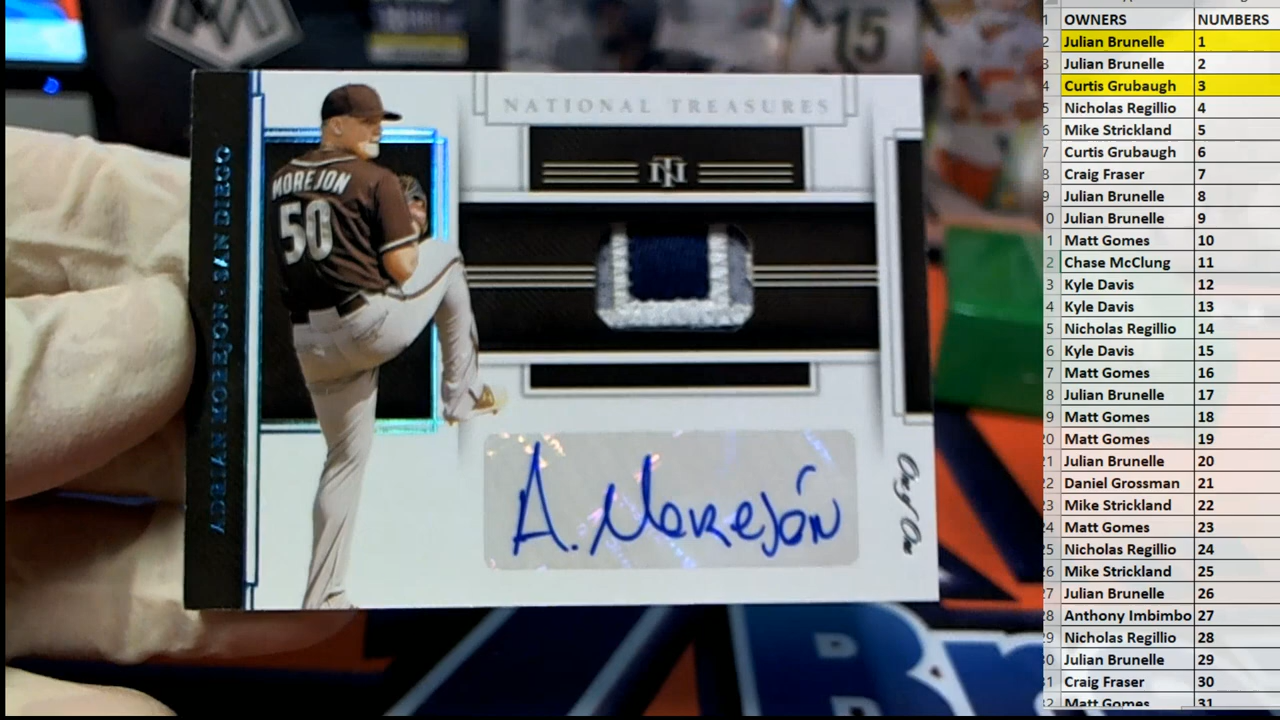 15
NATIONAL TREASURES
NT
MOREJON
50
ADRIAN MOREJON · SAN DIEGO
A. Morejón
One/One
OWNERS NUMBERS
Julian Brunelle 1
Julian Brunelle 2
Curtis Grubaugh 3
Nicholas Regillio 4
Mike Strickland 5
Curtis Grubaugh 6
Craig Fraser 7
Julian Brunelle 8
Julian Brunelle 9
Matt Gomes 10
Chase McClung 11
Kyle Davis 12
Kyle Davis 13
Nicholas Regillio 14
Kyle Davis 15
Matt Gomes 16
Julian Brunelle 17
Matt Gomes 18
Matt Gomes 19
Julian Brunelle 20
Daniel Grossman 21
Mike Strickland 22
Matt Gomes 23
Nicholas Regillio 24
Mike Strickland 25
Julian Brunelle 26
Anthony Imbimbo 27
Nicholas Regillio 28
Julian Brunelle 29
Craig Fraser 30
Matt Gomes 31